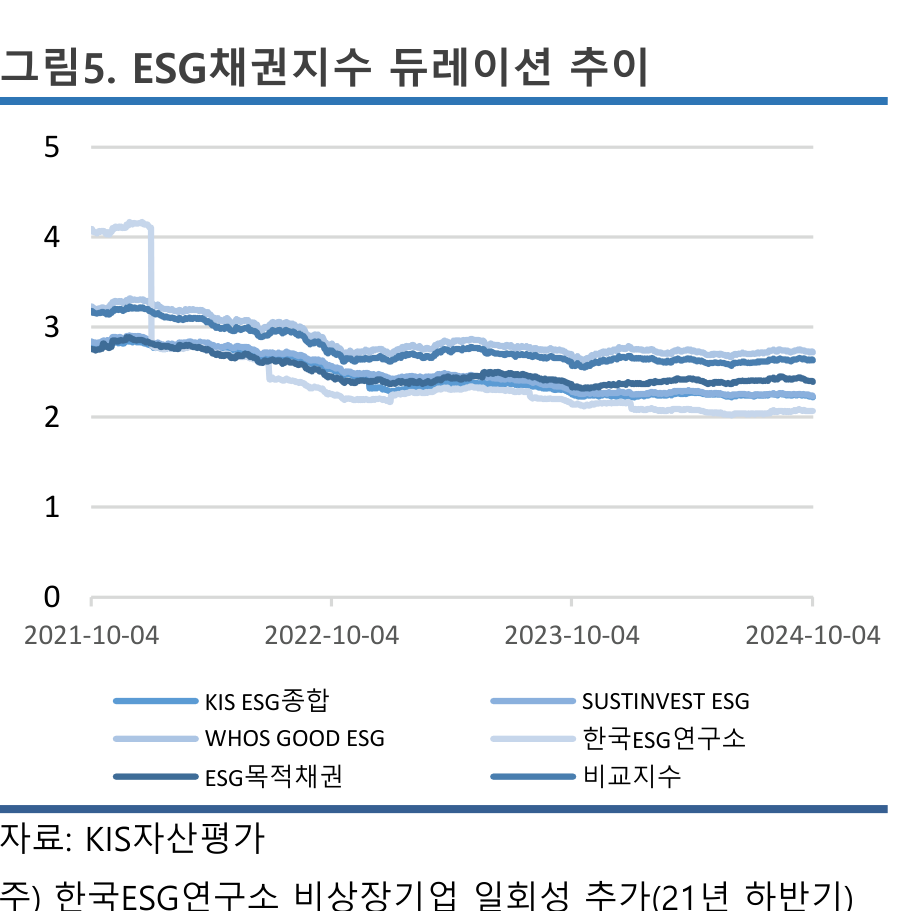 그림5. ESG채권지수 듀레이션 추이
5
4
3
2
1
0
2021-10-04 2022-10-04 2023-10-04 2024-10-04
KIS ESG종합 SUSTINVEST ESG
WHOS GOOD ESG 한국ESG연구소
ESG목적채권 비교지수
자료: KIS자산평가
주) 한국ESG연구소 비상장기업 일회성 추가(21년 하반기)